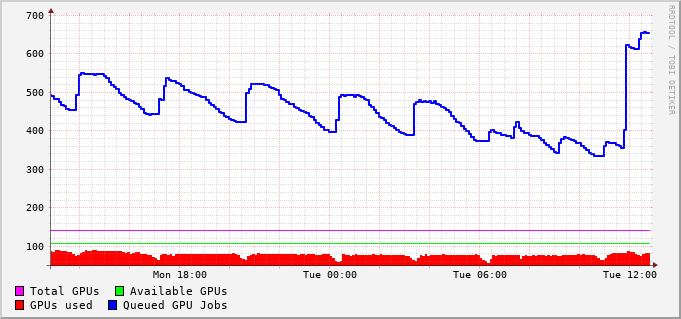 700
600
500
400
300
200
100
Mon 18:00 Tue 00:00 Tue 06:00 Tue 12:00
Total GPUs Available GPUs
GPUs used Queued GPU Jobs
RRDTOOL / TOBI OETIKER